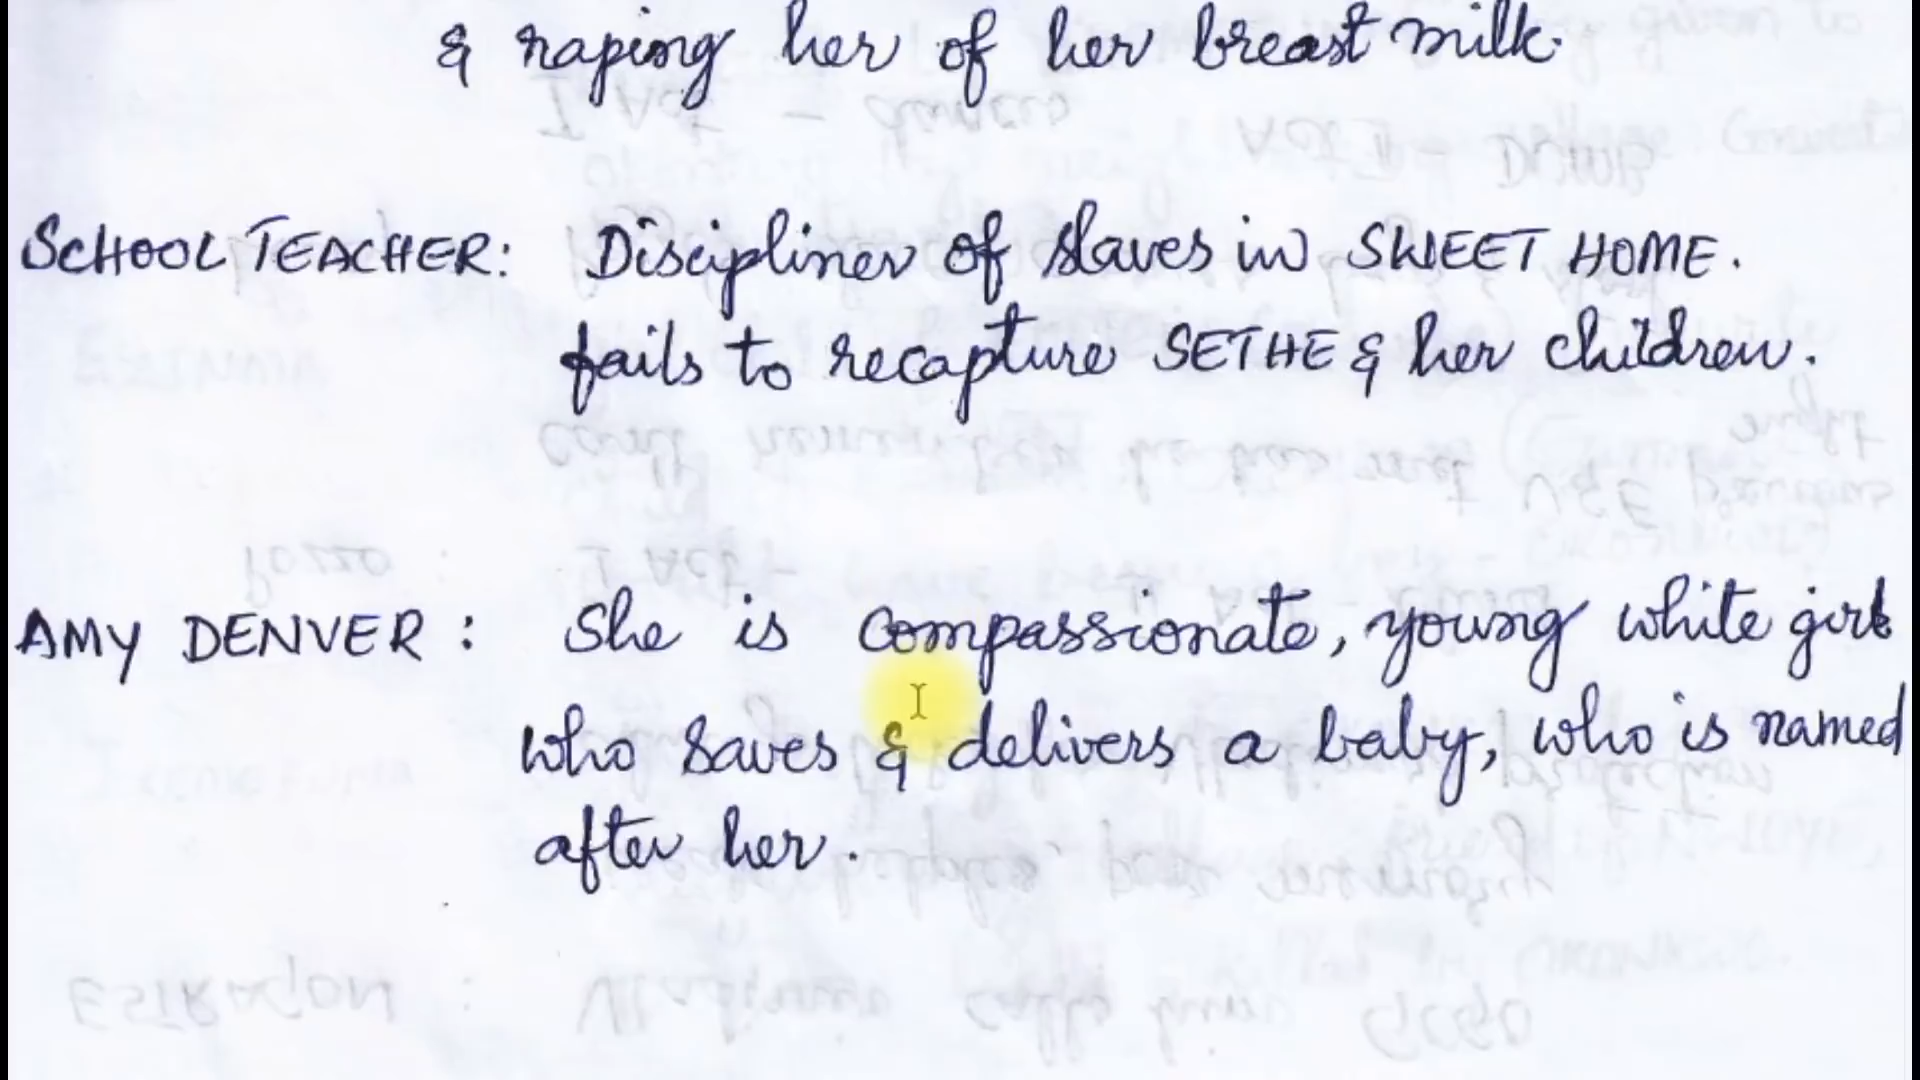 & raping her of her breast milk.
SCHOOL TEACHER: Discipliner of slaves in SWEET HOME.
fails to recapture SETHE & her children.
AMY DENVER: She is compassionate, young white girl
who saves & delivers a baby, who is named
after her.